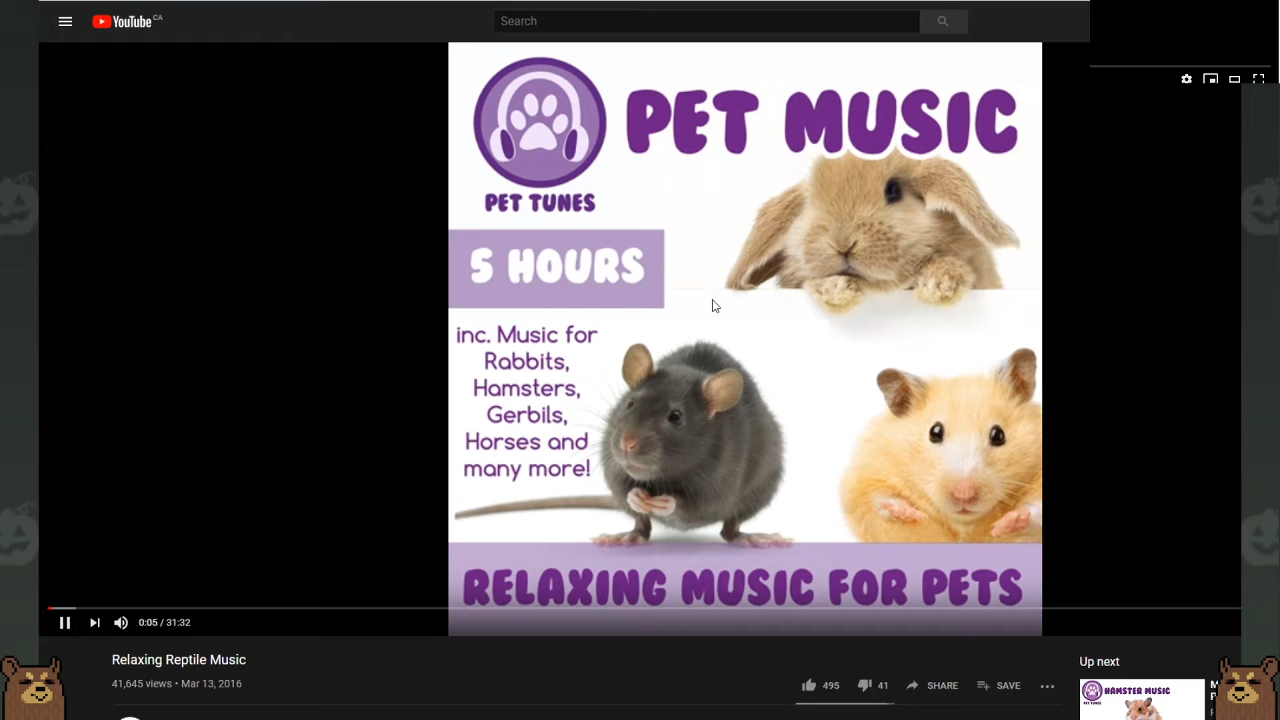 YouTube CA
Search
PET MUSIC
PET TUNES
5 HOURS
inc. Music for
Rabbits,
Hamsters,
Gerbils,
Horses and
many more!
RELAXING MUSIC FOR PETS
0:05 / 31:32
Relaxing Reptile Music
41,645 views • Mar 13, 2016
495
41
SHARE
SAVE
Up next
HAMSTER MUSIC
PET TUNES